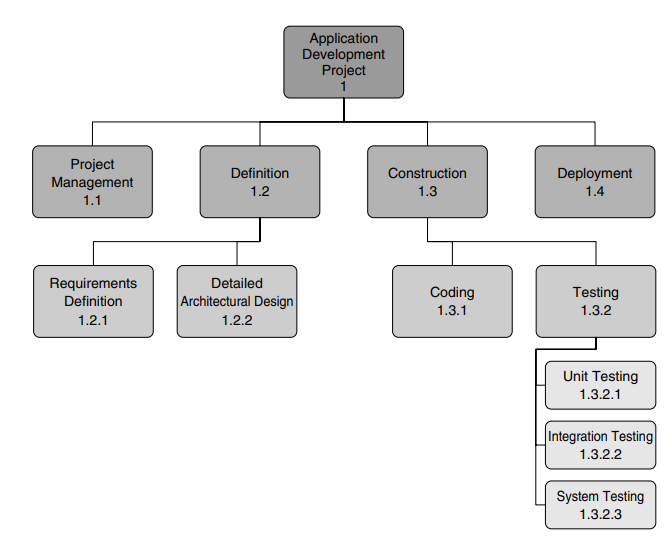 Application
Development
Project
1
Project
Management
1.1
Definition
1.2
Construction
1.3
Deployment
1.4
Requirements
Definition
1.2.1
Detailed
Architectural Design
1.2.2
Coding
1.3.1
Testing
1.3.2
Unit Testing
1.3.2.1
Integration Testing
1.3.2.2
System Testing
1.3.2.3